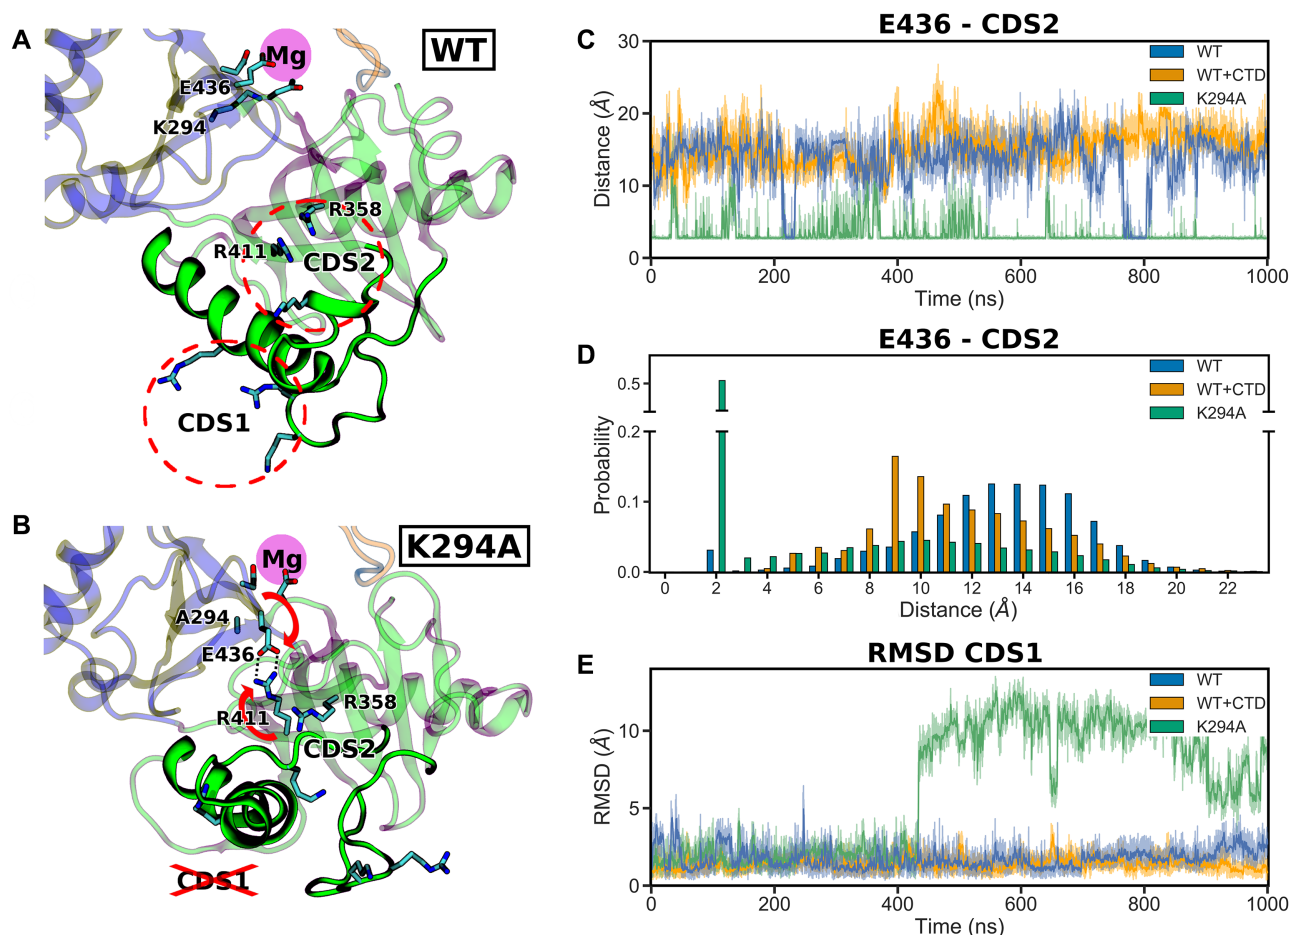 A
WT
Mg
E436
K294
R358
R411
CDS2
CDS1
B
K294A
Mg
A294
E436
R411
R358
CDS2
CDS1
C
E436 - CDS2
WT
WT+CTD
K294A
Distance (Å)
30
20
10
0
0 200 400 600 800 1000
Time (ns)
D
E436 - CDS2
WT
WT+CTD
K294A
Probability
0.5
0.2
0.1
0.0
0 2 4 6 8 10 12 14 16 18 20 22
Distance (Å)
E
RMSD CDS1
WT
WT+CTD
K294A
RMSD (Å)
10
5
0
0 200 400 600 800 1000
Time (ns)